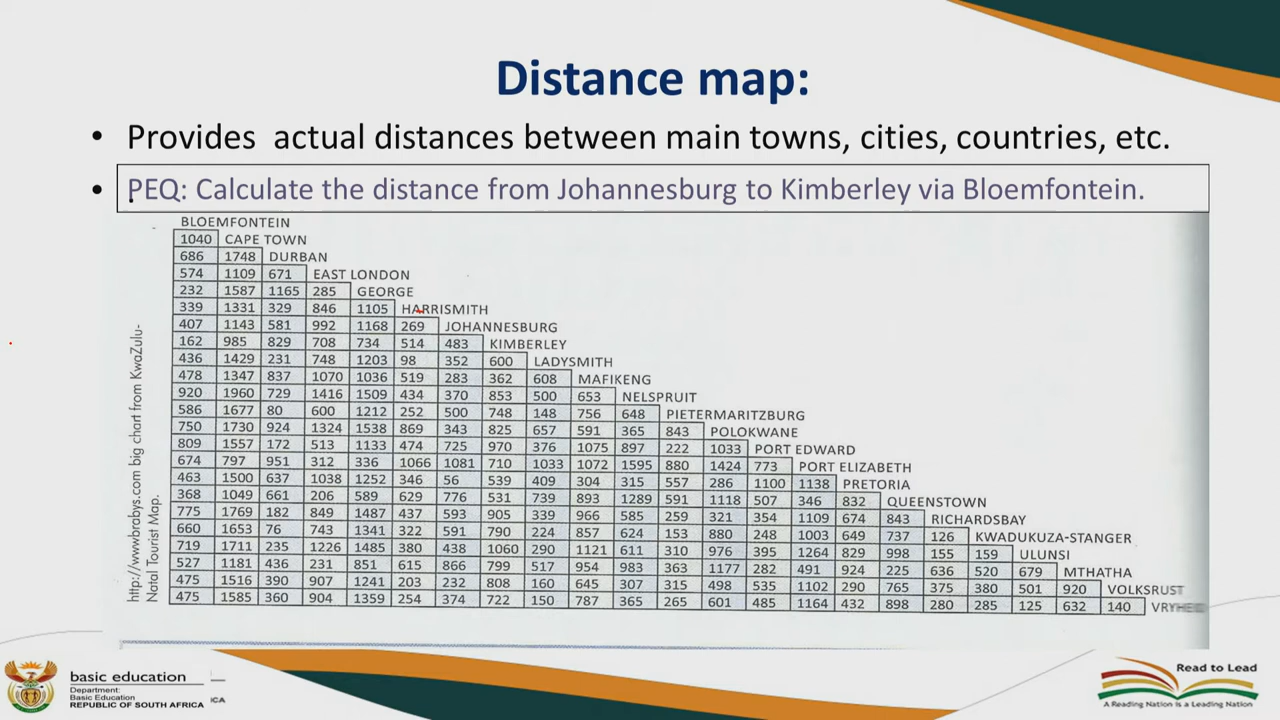 Distance map:
• Provides actual distances between main towns, cities, countries, etc.
• PEQ: Calculate the distance from Johannesburg to Kimberley via Bloemfontein.
BLOEMFONTEIN
1040 CAPE TOWN
686 1748 DURBAN
574 1109 671 EAST LONDON
232 1587 1165 285 GEORGE
339 1331 329 846 1105 HARRISMITH
407 1143 581 992 1168 269 JOHANNESBURG
162 985 829 708 734 514 483 KIMBERLEY
436 1429 231 748 1203 98 352 600 LADYSMITH
478 1347 837 1070 1036 519 283 362 608 MAFIKENG
920 1960 729 1416 1509 434 370 853 500 653 NELSPRUIT
586 1677 80 600 1212 252 500 748 148 756 648 PIETERMARITZBURG
750 1730 924 1324 1538 869 343 825 657 591 365 843 POLOKWANE
809 1557 172 513 1133 474 725 970 376 1075 897 222 1033 PORT EDWARD
674 797 951 312 336 1066 1081 710 1033 1072 1595 880 1424 773 PORT ELIZABETH
463 1500 637 1038 1252 346 56 539 409 304 315 557 286 1100 1138 PRETORIA
368 1049 661 206 589 629 776 531 739 893 1289 591 1118 507 346 832 QUEENSTOWN
775 1769 182 849 1487 437 593 905 339 966 585 259 321 354 1109 674 843 RICHARDSBAY
660 1653 76 743 1341 322 591 790 224 857 624 153 880 248 1003 649 737 126 KWADUKUZA-STANGER
719 1711 235 1226 1485 380 438 1060 290 1121 611 310 976 395 1264 829 998 155 159 ULUNSI
527 1181 436 231 851 615 866 799 517 954 983 363 1177 282 491 924 225 636 520 679 MTHATHA
475 1516 390 907 1241 203 232 808 160 645 307 315 498 535 1102 290 765 375 380 501 920 VOLKSRUST
475 1585 360 904 1359 254 374 722 150 787 365 265 601 485 1164 432 898 280 285 125 632 140 VRYHEID
http://www.brabys.com big chart from KwaZulu-
Natal Tourist Map.
basic education
Department:
Basic Education
REPUBLIC OF SOUTH AFRICA
ICA
Read to Lead
A Reading Nation is a Leading Nation